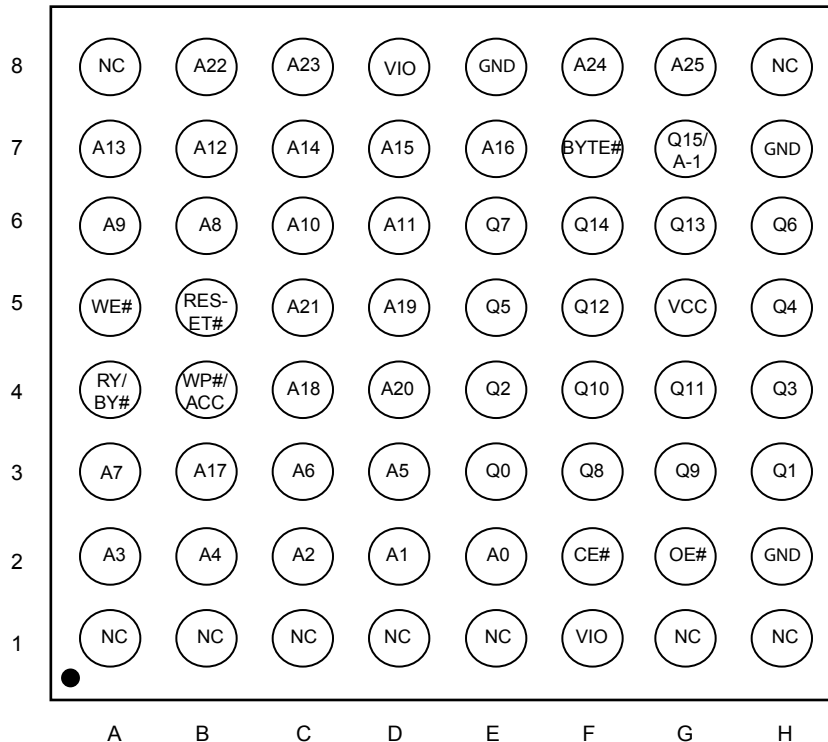 8 NC A22 A23 VIO GND A24 A25 NC
7 A13 A12 A14 A15 A16 BYTE# Q15/ A-1 GND
6 A9 A8 A10 A11 Q7 Q14 Q13 Q6
5 WE# RES- ET# A21 A19 Q5 Q12 VCC Q4
4 RY/ BY# WP#/ ACC A18 A20 Q2 Q10 Q11 Q3
3 A7 A17 A6 A5 Q0 Q8 Q9 Q1
2 A3 A4 A2 A1 A0 CE# OE# GND
1 NC NC NC NC NC VIO NC NC
A B C D E F G H